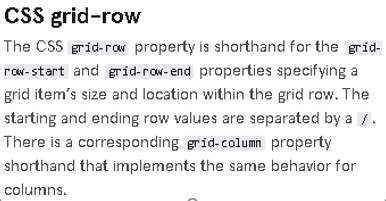 CSS grid-row
The CSS grid-row property is shorthand for the grid-
row-start and grid-row-end properties specifying a
grid item's size and location within the grid row. The
starting and ending row values are separated by a /.
There is a corresponding grid-column property
shorthand that implements the same behavior for
columns.